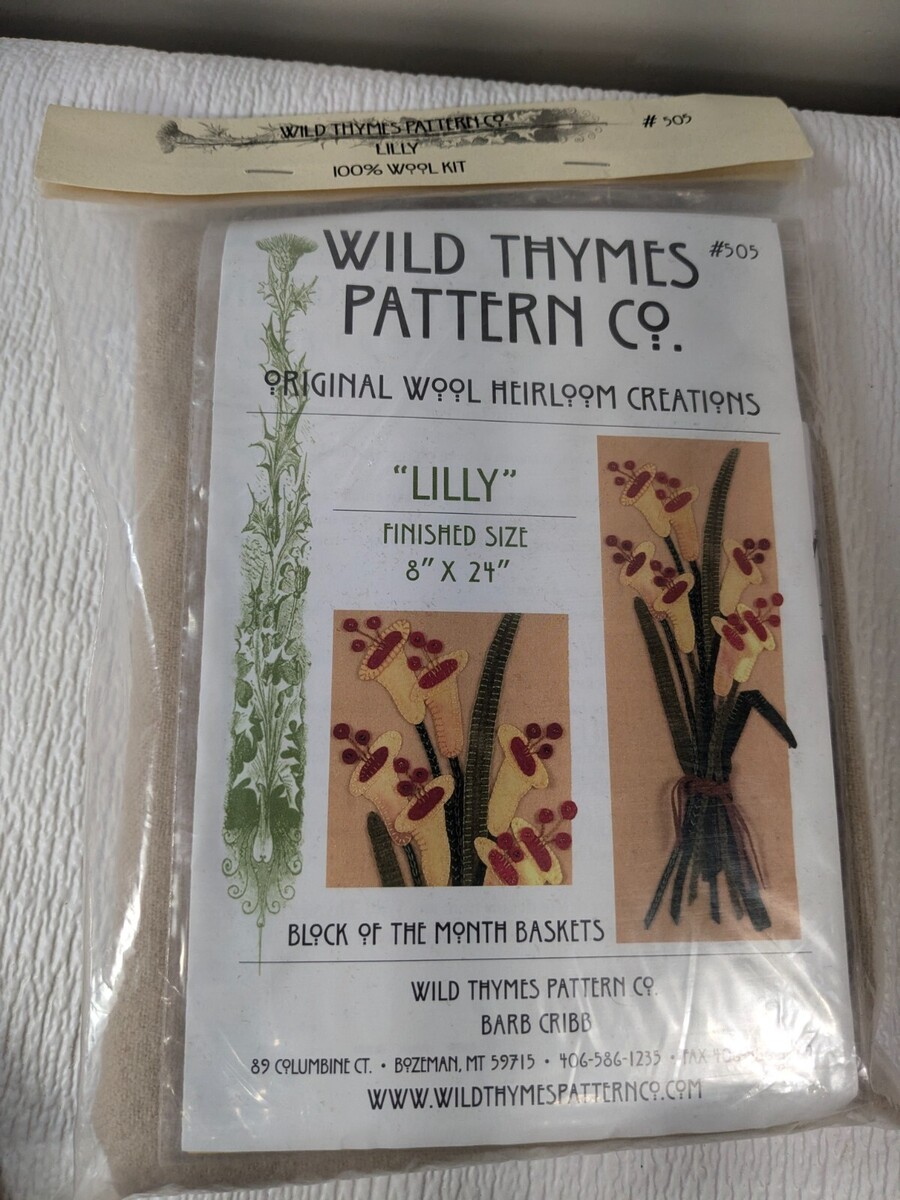 WILD THYMES PATTERN CO. # 505
LILLY
100% WOOL KIT
WILD THYMES #505
PATTERN CO.
ORIGINAL WOOL HEIRLOOM CREATIONS
"LILLY"
FINISHED SIZE
8" X 24"
BLOCK OF THE MONTH BASKETS
WILD THYMES PATTERN CO.
BARB CRIBB
89 COLUMBINE CT. • BOZEMAN, MT 59715 • 406-586-1235 • FAX
WWW.WILDTHYMESPATTERNCO.COM